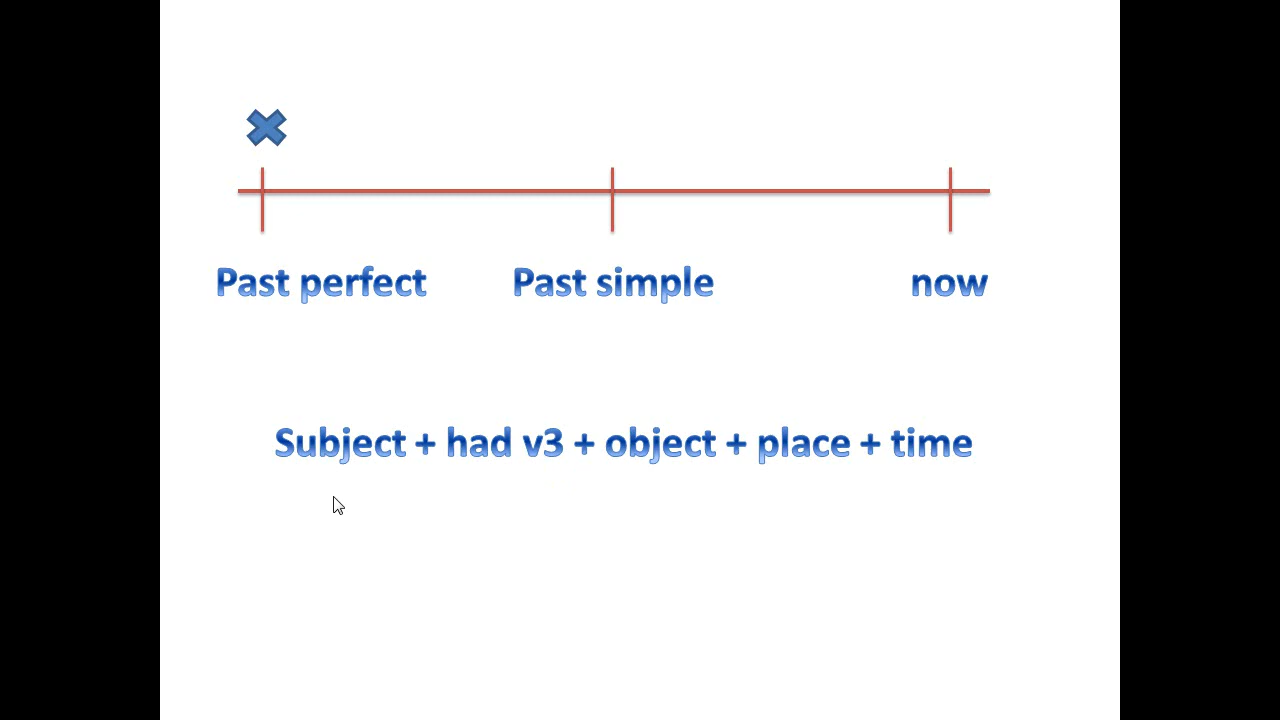 Past perfect Past simple now
Subject + had v3 + object + place + time